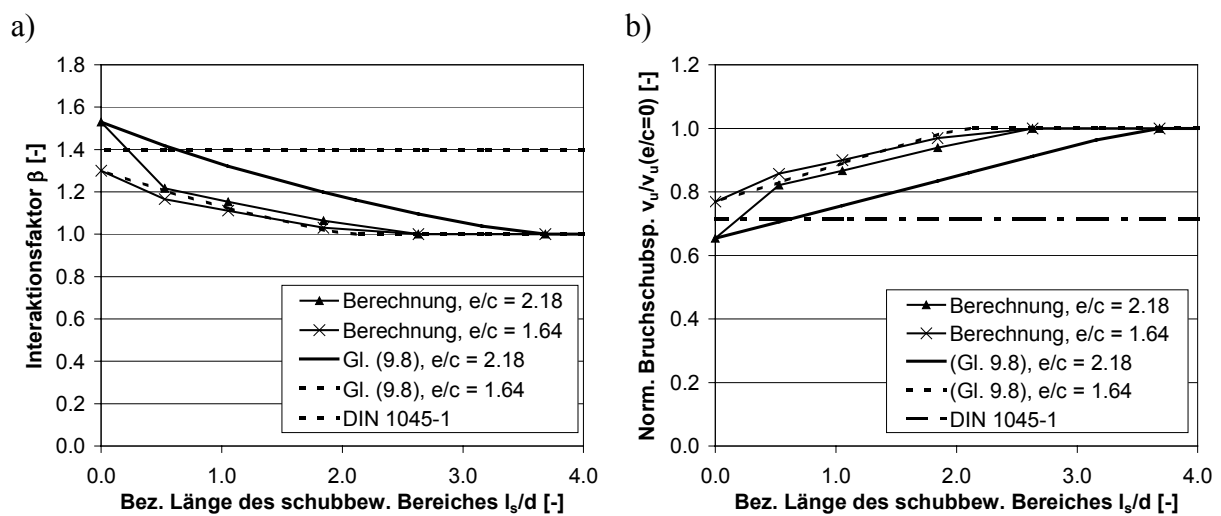 a)
Interaktionsfaktor β [-]
1.8
1.6
1.4
1.2
1.0
0.8
0.6
0.4
0.2
0.0
0.0 1.0 2.0 3.0 4.0
Bez. Länge des schubbew. Bereiches lₛ/d [-]
Berechnung, e/c = 2.18
Berechnung, e/c = 1.64
Gl. (9.8), e/c = 2.18
Gl. (9.8), e/c = 1.64
DIN 1045-1
b)
Norm. Bruchschubsp. vᵤ/vᵤ(e/c=0) [-]
1.2
1.0
0.8
0.6
0.4
0.2
0.0
0.0 1.0 2.0 3.0 4.0
Bez. Länge des schubbew. Bereiches lₛ/d [-]
Berechnung, e/c = 2.18
Berechnung, e/c = 1.64
(Gl. 9.8), e/c = 2.18
(Gl. 9.8), e/c = 1.64
DIN 1045-1